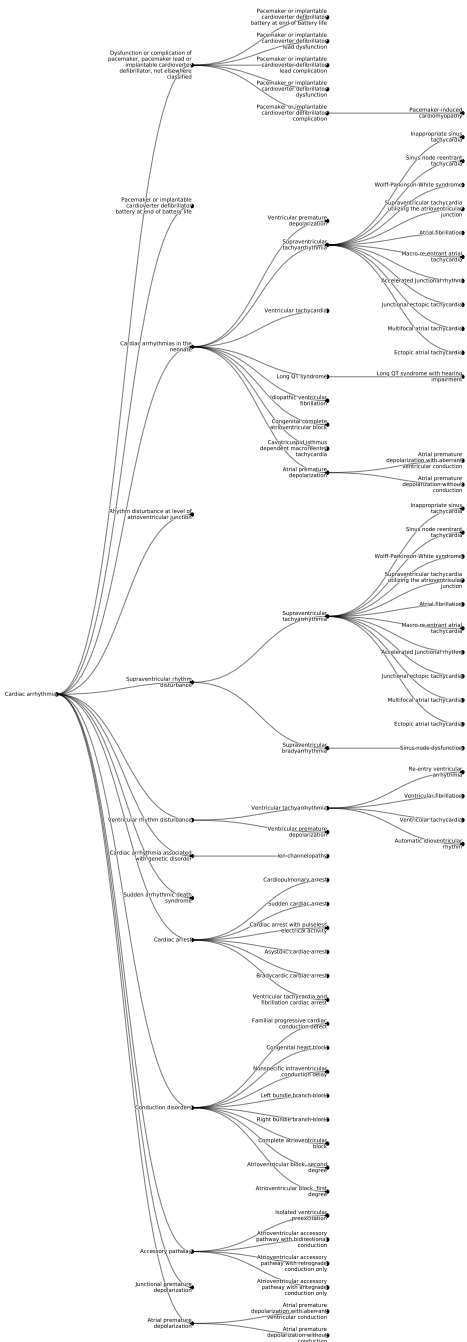 Pacemaker or implantable
cardioverter defibrillator
battery at end of battery life
Pacemaker or implantable
cardioverter defibrillator
lead dysfunction
Dysfunction or complication of
pacemaker, pacemaker lead or
implantable cardioverter
defibrillator, not elsewhere
classified
Pacemaker or implantable
cardioverter defibrillator
lead complication
Pacemaker or implantable
cardioverter defibrillator
dysfunction
Pacemaker or implantable
cardioverter defibrillator
complication
Pacemaker-induced
cardiomyopathy
Inappropriate sinus
tachycardia
Sinus node reentrant
tachycardia
Wolff-Parkinson-White syndrome
Pacemaker or implantable
cardioverter defibrillator
battery at end of battery life
Supraventricular tachycardia
utilizing the atrioventricular
junction
Ventricular premature
depolarization
Atrial fibrillation
Supraventricular
tachyarrhythmia
Macro re-entrant atrial
tachycardia
Accelerated Junctional rhythm
Junctional ectopic tachycardia
Ventricular tachycardia
Multifocal atrial tachycardia
Cardiac arrhythmias in the
neonate
Ectopic atrial tachycardia
Long QT syndrome
Long QT syndrome with hearing
impairment
Idiopathic ventricular
fibrillation
Congenital complete
atrioventricular block
Cavotricuspid isthmus
dependent macroreentry
tachycardia
Atrial premature
depolarization with aberrant
ventricular conduction
Atrial premature
depolarization
Atrial premature
depolarization without
conduction
Rhythm disturbance at level of
atrioventricular junction
Inappropriate sinus
tachycardia
Sinus node reentrant
tachycardia
Wolff-Parkinson-White syndrome
Supraventricular tachycardia
utilizing the atrioventricular
junction
Atrial fibrillation
Supraventricular
tachyarrhythmia
Macro re-entrant atrial
tachycardia
Accelerated Junctional rhythm
Junctional ectopic tachycardia
Supraventricular rhythm
disturbance
Cardiac arrhythmia
Multifocal atrial tachycardia
Ectopic atrial tachycardia
Supraventricular
bradyarrhythmia
Sinus node dysfunction
Re-entry ventricular
arrhythmia
Ventricular fibrillation
Ventricular tachyarrhythmia
Ventricular rhythm disturbance
Ventricular tachycardia
Ventricular premature
depolarization
Automatic idioventricular
rhythm
Cardiac arrhythmia associated
with genetic disorder
Ion channelopathy
Cardiopulmonary arrest
Sudden arrhythmic death
syndrome
Sudden cardiac arrest
Cardiac arrest with pulseless
electrical activity
Cardiac arrest
Asystolic cardiac arrest
Bradycardic cardiac arrest
Ventricular tachycardia and
fibrillation cardiac arrest
Familial progressive cardiac
conduction defect
Congenital heart block
Nonspecific intraventricular
conduction delay
Left bundle branch block
Conduction disorders
Right bundle branch block
Complete atrioventricular
block
Atrioventricular block, second
degree
Atrioventricular block, first
degree
Isolated ventricular
preexcitation
Atrioventricular accessory
pathway with bidirectional
conduction
Accessory pathway
Atrioventricular accessory
pathway with retrograde
conduction only
Junctional premature
depolarization
Atrioventricular accessory
pathway with antegrade
conduction only
Atrial premature
depolarization with aberrant
ventricular conduction
Atrial premature
depolarization
Atrial premature
depolarization without
conduction